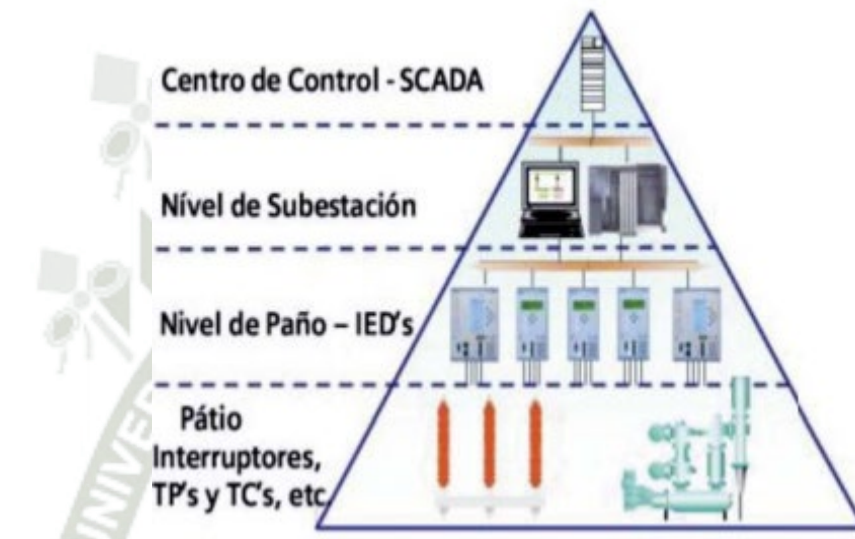 Centro de Control - SCADA
Nível de Subestación
Nivel de Paño – IED's
Pátio
Interruptores,
TP's y TC's, etc